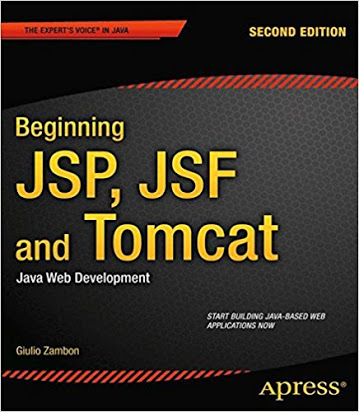 THE EXPERT'S VOICE® IN JAVA
SECOND EDITION
Beginning
JSP, JSF
and Tomcat
Java Web Development
START BUILDING JAVA-BASED WEB
APPLICATIONS NOW
Giulio Zambon
Apress®